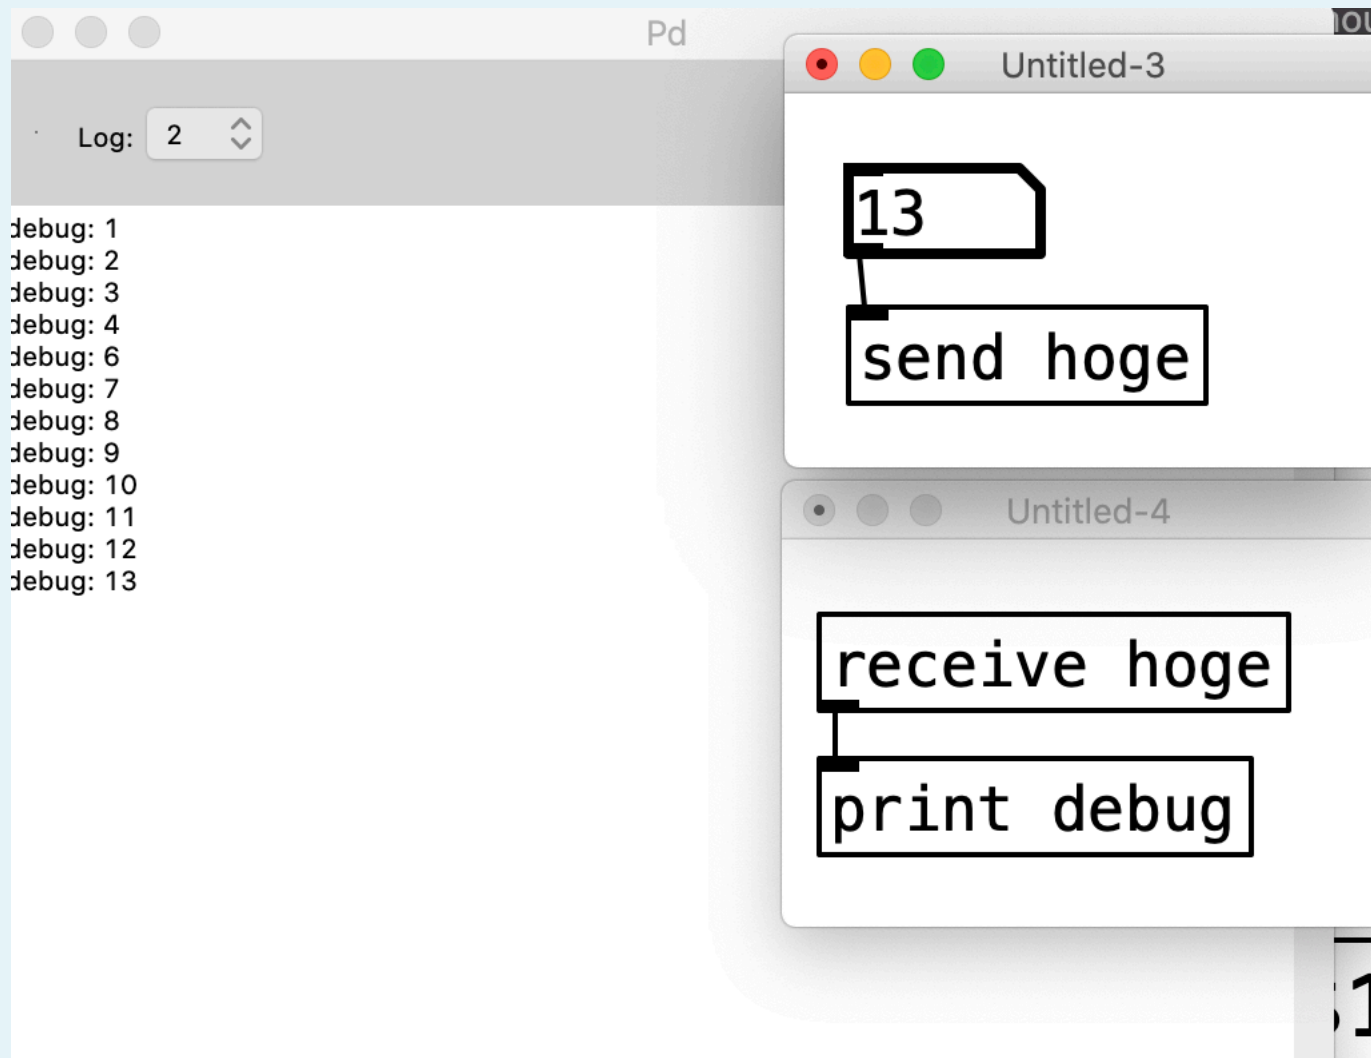 Pd
Log: 2
debug: 1
debug: 2
debug: 3
debug: 4
debug: 6
debug: 7
debug: 8
debug: 9
debug: 10
debug: 11
debug: 12
debug: 13
Untitled-3
13
send hoge
Untitled-4
receive hoge
print debug